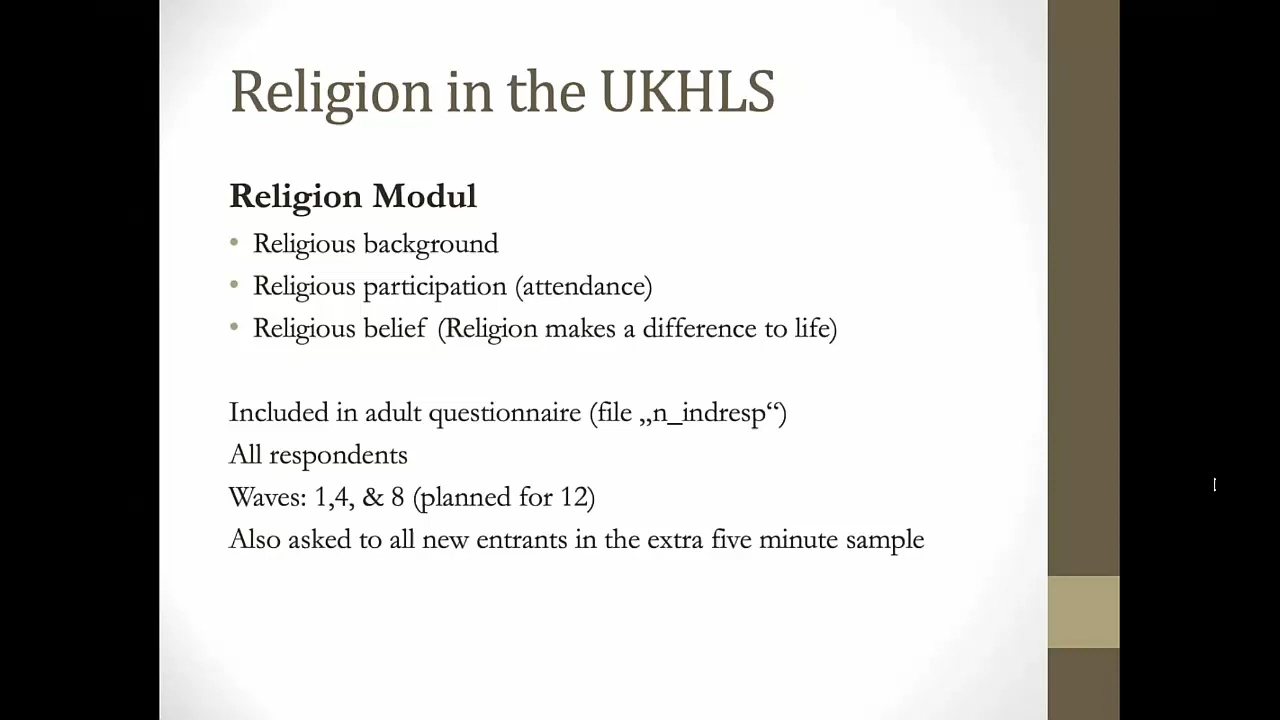 Religion in the UKHLS
Religion Modul
• Religious background
• Religious participation (attendance)
• Religious belief (Religion makes a difference to life)
Included in adult questionnaire (file „n_indresp“)
All respondents
Waves: 1,4, & 8 (planned for 12)
Also asked to all new entrants in the extra five minute sample